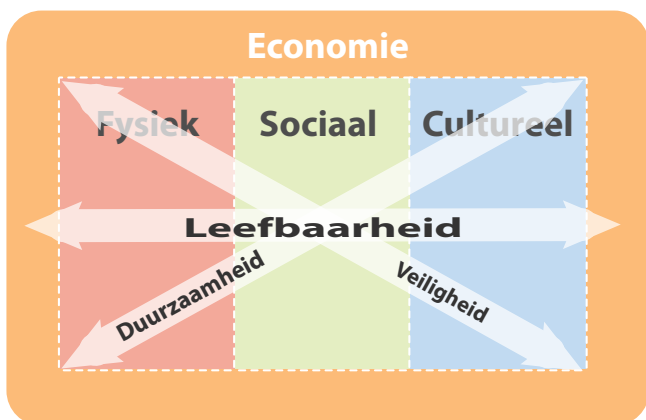 Economie
Fysiek Sociaal Cultureel
Leefbaarheid
Duurzaamheid
Veiligheid